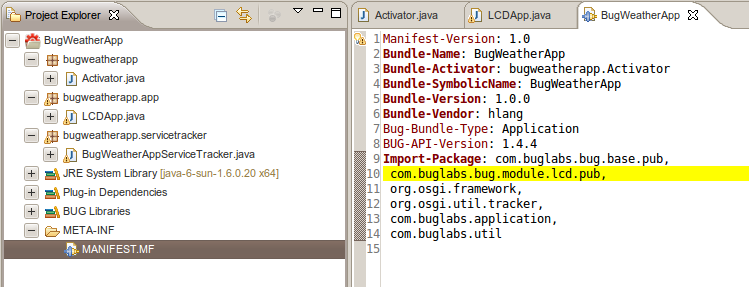 Project Explorer
BugWeatherApp
bugweatherapp
Activator.java
bugweatherapp.app
LCDApp.java
bugweatherapp.servicetracker
BugWeatherAppServiceTracker.java
JRE System Library [java-6-sun-1.6.0.20 x64]
Plug-in Dependencies
BUG Libraries
META-INF
MANIFEST.MF
Activator.java
LCDApp.java
BugWeatherApp
1 Manifest-Version: 1.0
2 Bundle-Name: BugWeatherApp
3 Bundle-Activator: bugweatherapp.Activator
4 Bundle-SymbolicName: BugWeatherApp
5 Bundle-Version: 1.0.0
6 Bundle-Vendor: hlang
7 Bug-Bundle-Type: Application
8 BUG-API-Version: 1.4.4
9 Import-Package: com.buglabs.bug.base.pub,
10 com.buglabs.bug.module.lcd.pub,
11 org.osgi.framework,
12 org.osgi.util.tracker,
13 com.buglabs.application,
14 com.buglabs.util
15